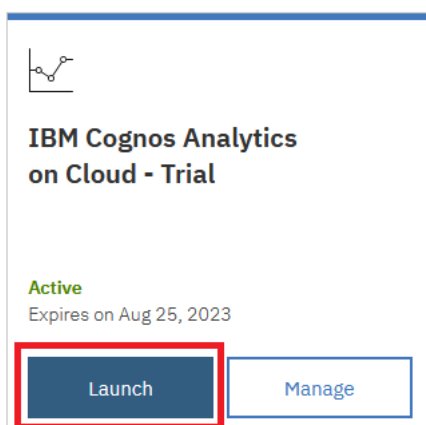 IBM Cognos Analytics
on Cloud - Trial
Active
Expires on Aug 25, 2023
Launch
Manage